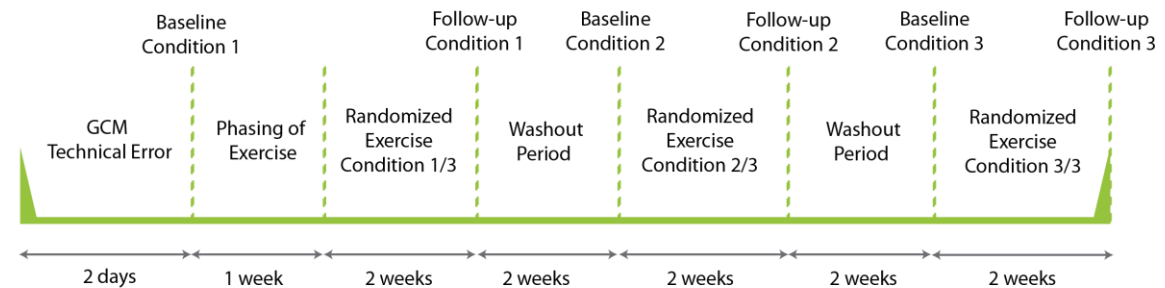 Baseline
Condition 1
Follow-up
Condition 1
Baseline
Condition 2
Follow-up
Condition 2
Baseline
Condition 3
Follow-up
Condition 3
GCM
Technical Error
Phasing of
Exercise
Randomized
Exercise
Condition 1/3
Washout
Period
Randomized
Exercise
Condition 2/3
Washout
Period
Randomized
Exercise
Condition 3/3
2 days
1 week
2 weeks
2 weeks
2 weeks
2 weeks
2 weeks